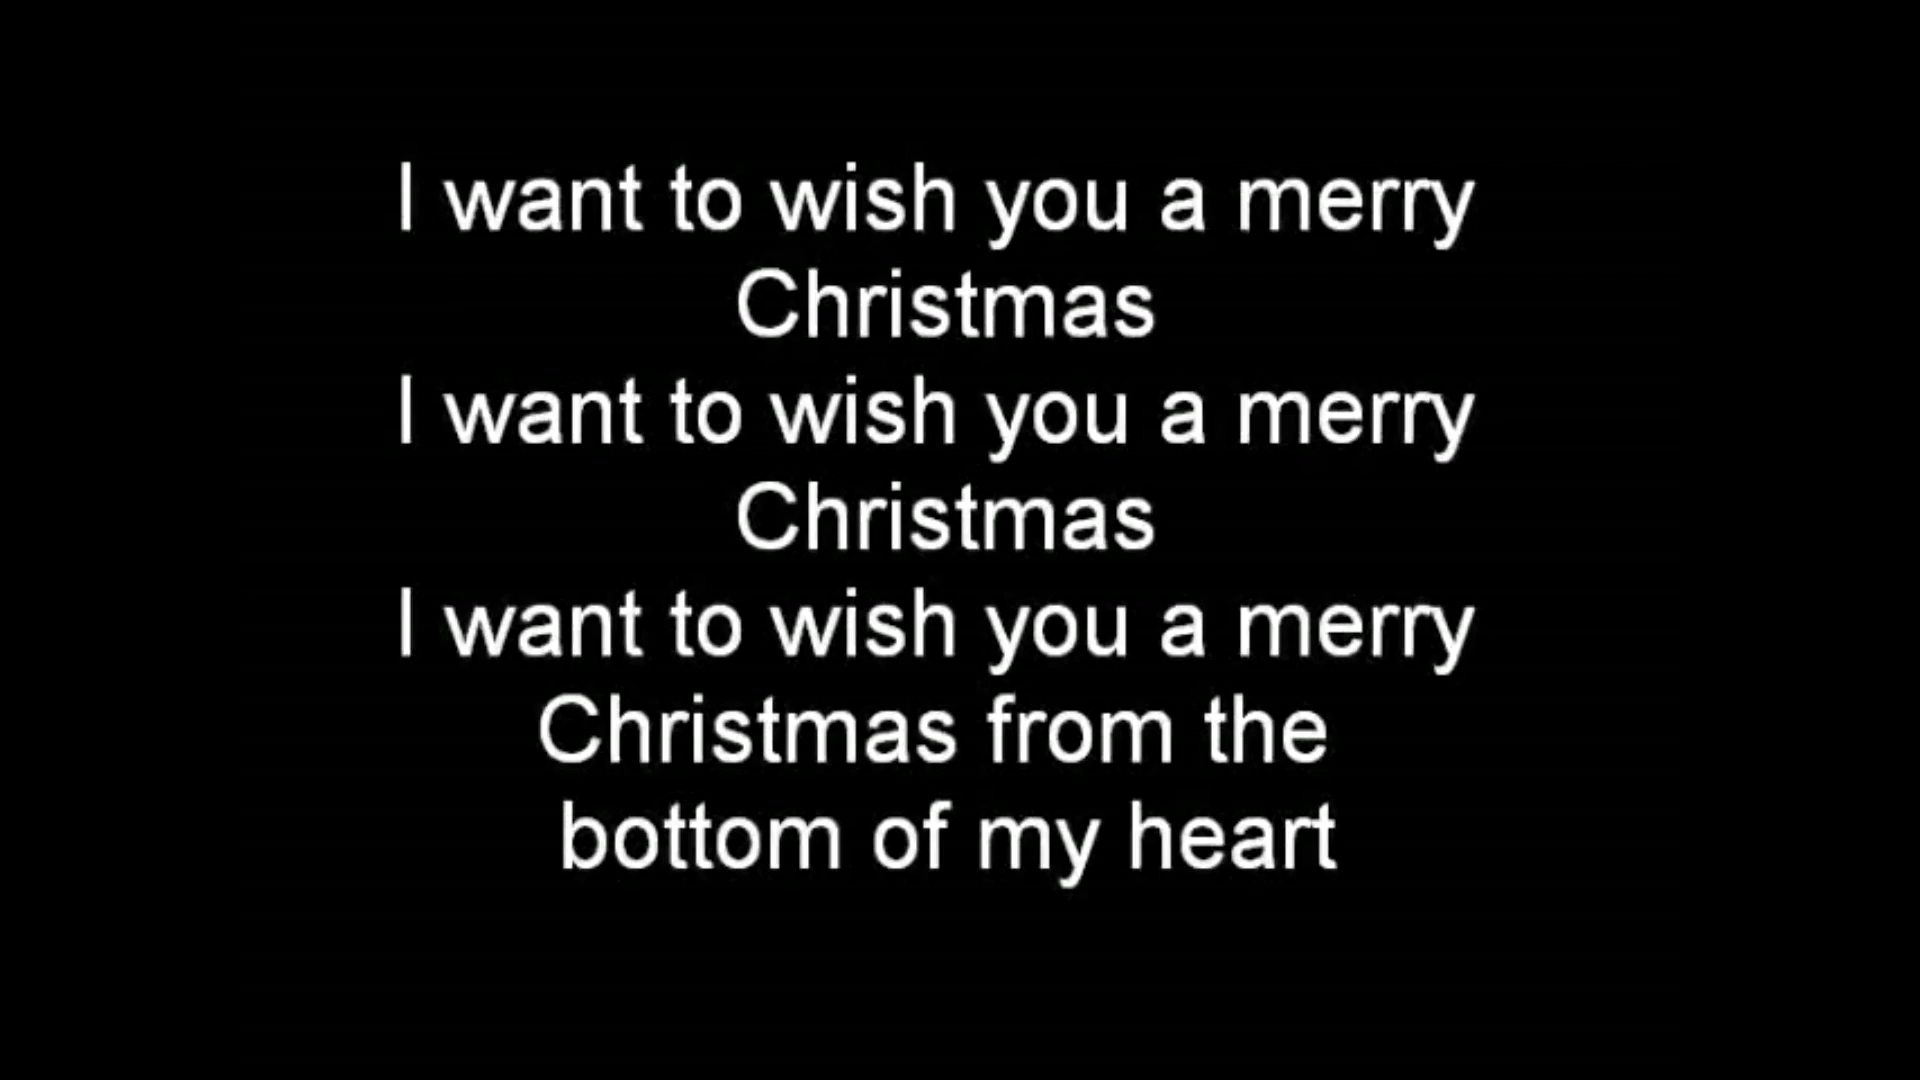 I want to wish you a merry
Christmas
I want to wish you a merry
Christmas
I want to wish you a merry
Christmas from the
bottom of my heart